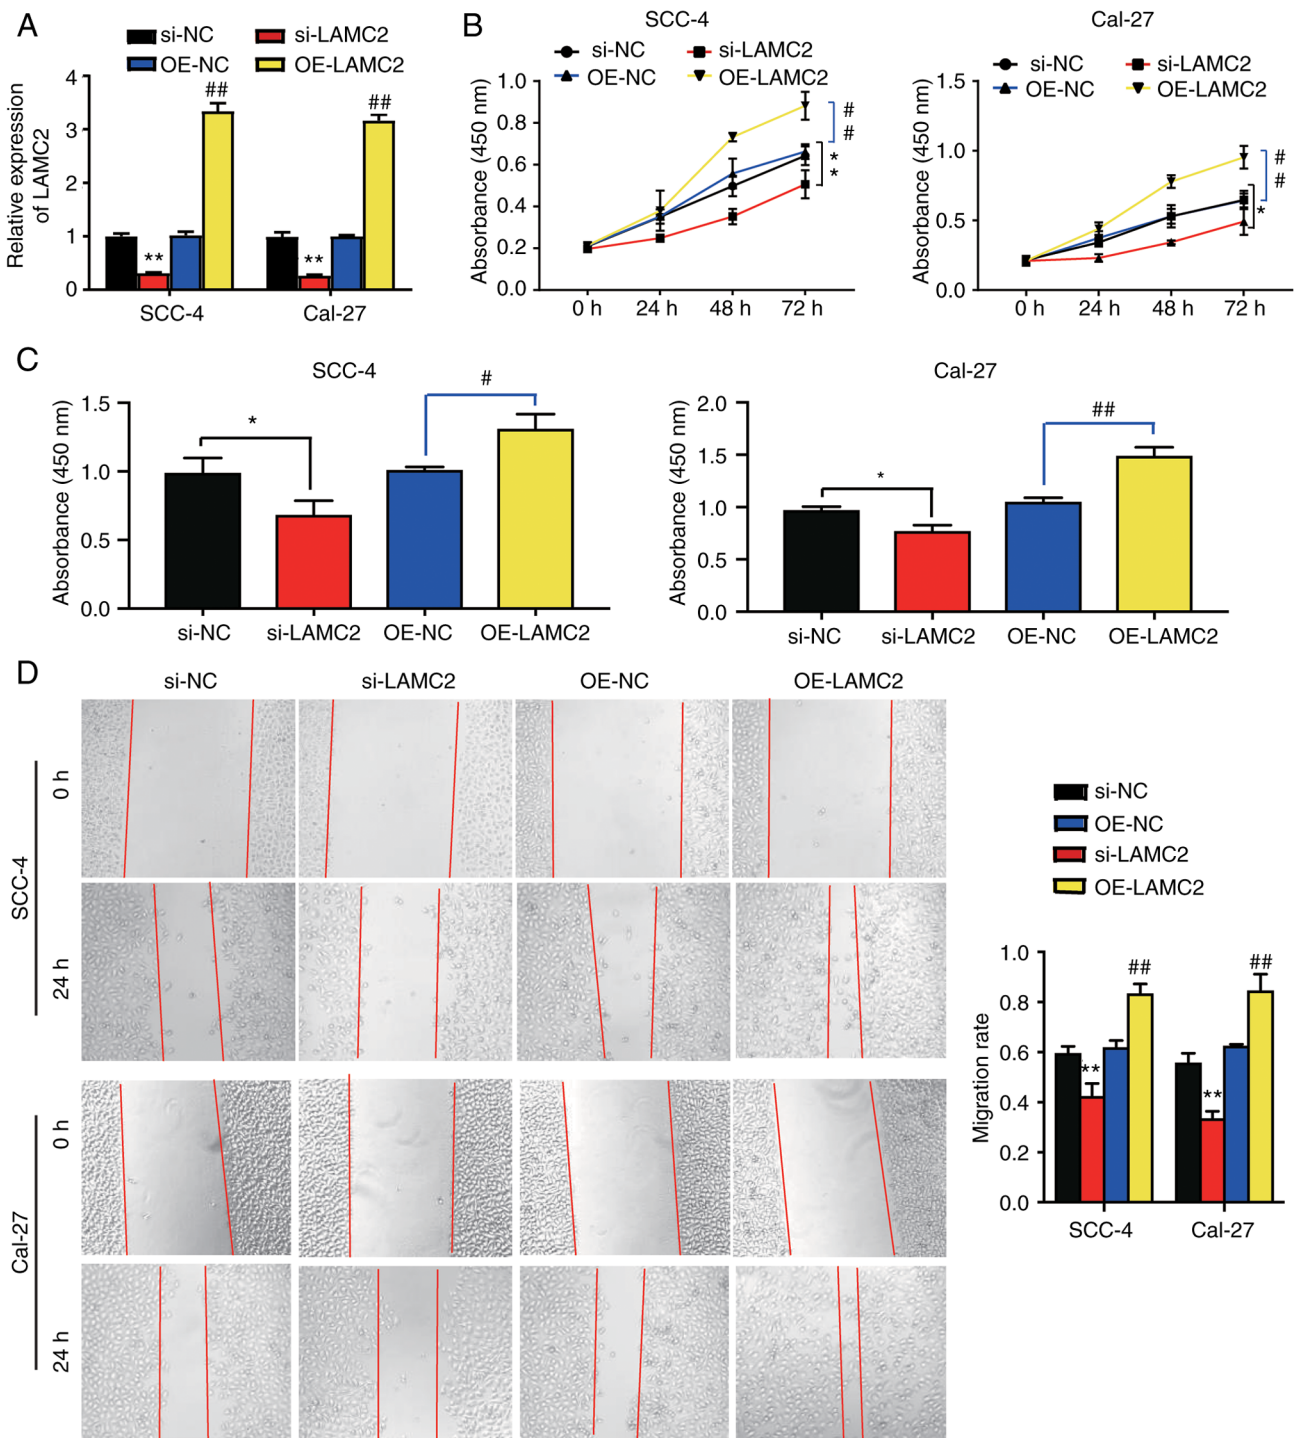 A
si-NC
si-LAMC2
OE-NC
OE-LAMC2
Relative expression
of LAMC2
4
3
2
1
0
**
##
**
##
SCC-4
Cal-27
B
SCC-4
si-NC
si-LAMC2
OE-NC
OE-LAMC2
Absorbance (450 nm)
1.0
0.8
0.6
0.4
0.2
0.0
#
#
*
*
0 h
24 h
48 h
72 h
Cal-27
si-NC
si-LAMC2
OE-NC
OE-LAMC2
Absorbance (450 nm)
1.5
1.0
0.5
0.0
#
#
*
0 h
24 h
48 h
72 h
C
SCC-4
Absorbance (450 nm)
1.5
1.0
0.5
0.0
*
#
si-NC
si-LAMC2
OE-NC
OE-LAMC2
Cal-27
Absorbance (450 nm)
2.0
1.5
1.0
0.5
0.0
*
##
si-NC
si-LAMC2
OE-NC
OE-LAMC2
D
si-NC
si-LAMC2
OE-NC
OE-LAMC2
SCC-4
0 h
24 h
Cal-27
0 h
24 h
si-NC
OE-NC
si-LAMC2
OE-LAMC2
Migration rate
1.0
0.8
0.6
0.4
0.2
0.0
**
##
**
##
SCC-4
Cal-27